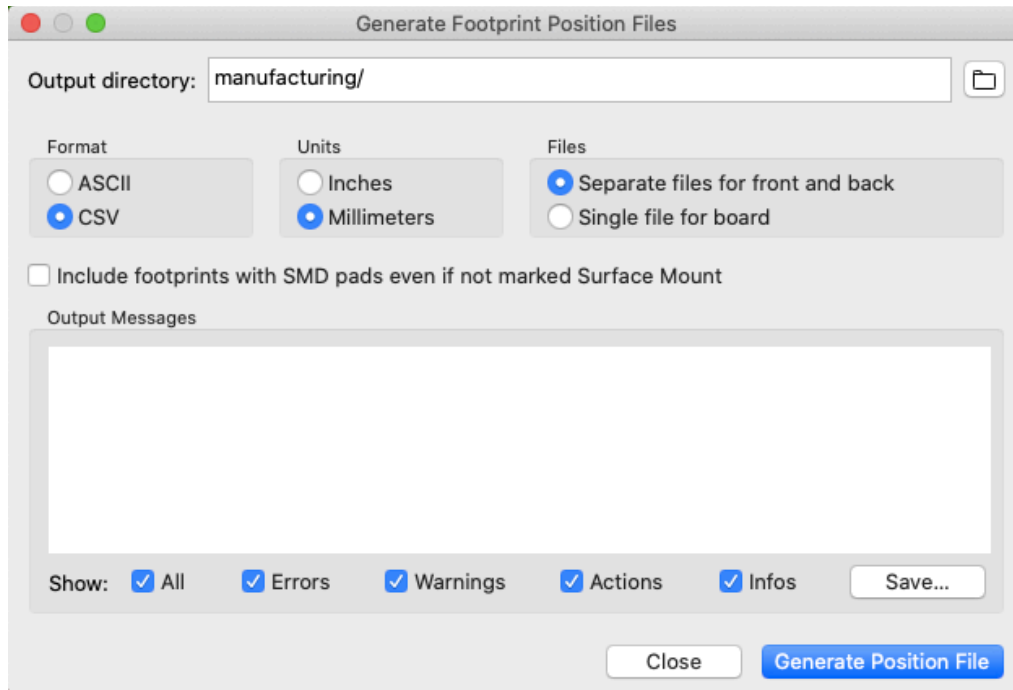 Generate Footprint Position Files
Output directory: manufacturing/
Format
Units
Files
ASCII
Inches
Separate files for front and back
CSV
Millimeters
Single file for board
Include footprints with SMD pads even if not marked Surface Mount
Output Messages
Show: All Errors Warnings Actions Infos Save...
Close Generate Position File